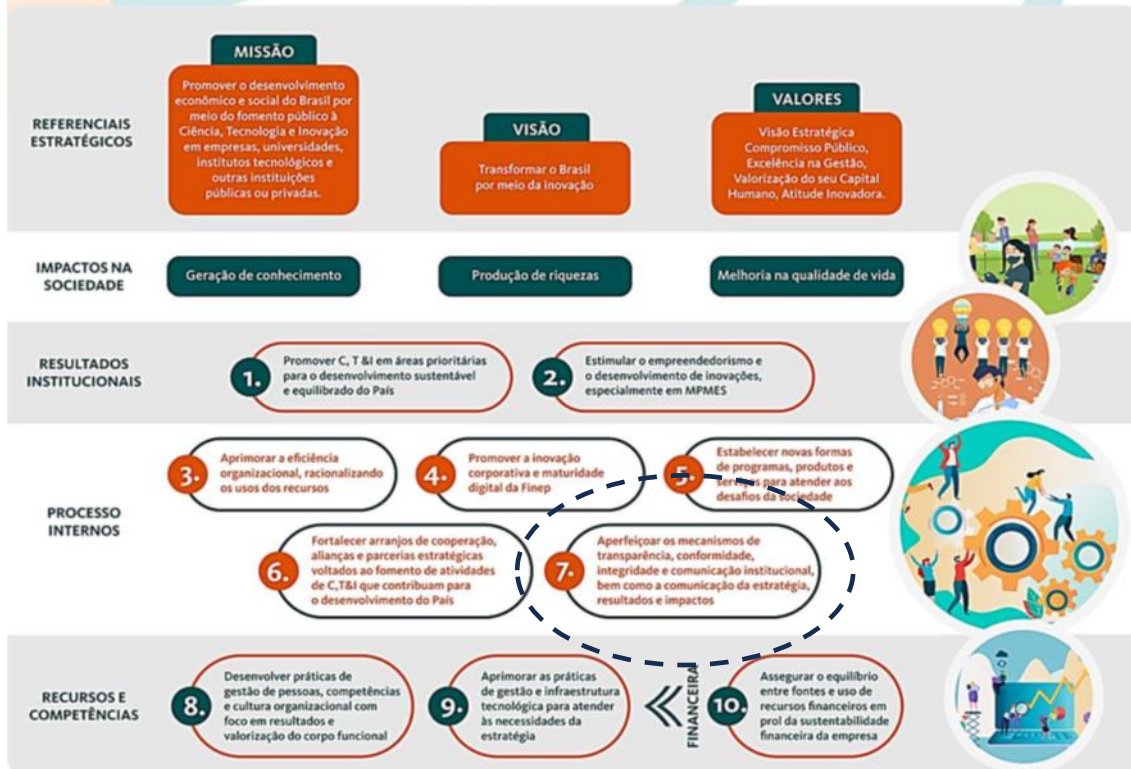 REFERENCIAIS
ESTRATÉGICOS
MISSÃO
Promover o desenvolvimento
econômico e social do Brasil por
meio do fomento público à
Ciência, Tecnologia e Inovação
em empresas, universidades,
institutos tecnológicos e
outras instituições
públicas ou privadas.
VISÃO
Transformar o Brasil
por meio da inovação
VALORES
Visão Estratégica
Compromisso Público,
Excelência na Gestão,
Valorização do seu Capital
Humano, Atitude Inovadora.
IMPACTOS NA
SOCIEDADE
Geração de conhecimento
Produção de riquezas
Melhoria na qualidade de vida
RESULTADOS
INSTITUCIONAIS
1.
Promover C, T &I em áreas prioritárias
para o desenvolvimento sustentável
e equilibrado do País
2.
Estimular o empreendedorismo e
o desenvolvimento de inovações,
especialmente em MPMES
PROCESSO
INTERNOS
3.
Aprimorar a eficiência
organizacional, racionalizando
os usos dos recursos
4.
Promover a inovação
corporativa e maturidade
digital da Finep
5.
Estabelecer novas formas
de programas, produtos e
serviços para atender aos
desafios da sociedade
6.
Fortalecer arranjos de cooperação,
alianças e parcerias estratégicas
voltados ao fomento de atividades
de C,T&I que contribuam para
o desenvolvimento do País
7.
Aperfeiçoar os mecanismos de
transparência, conformidade,
integridade e comunicação institucional,
bem como a comunicação da estratégia,
resultados e impactos
RECURSOS E
COMPETÊNCIAS
8.
Desenvolver práticas de
gestão de pessoas, competências
e cultura organizacional com
foco em resultados e
valorização do corpo funcional
9.
Aprimorar as práticas
de gestão e infraestrutura
tecnológica para atender
às necessidades da
estratégia
FINANCEIRA
10.
Assegurar o equilíbrio
entre fontes e uso de
recursos financeiros em
prol da sustentabilidade
financeira da empresa